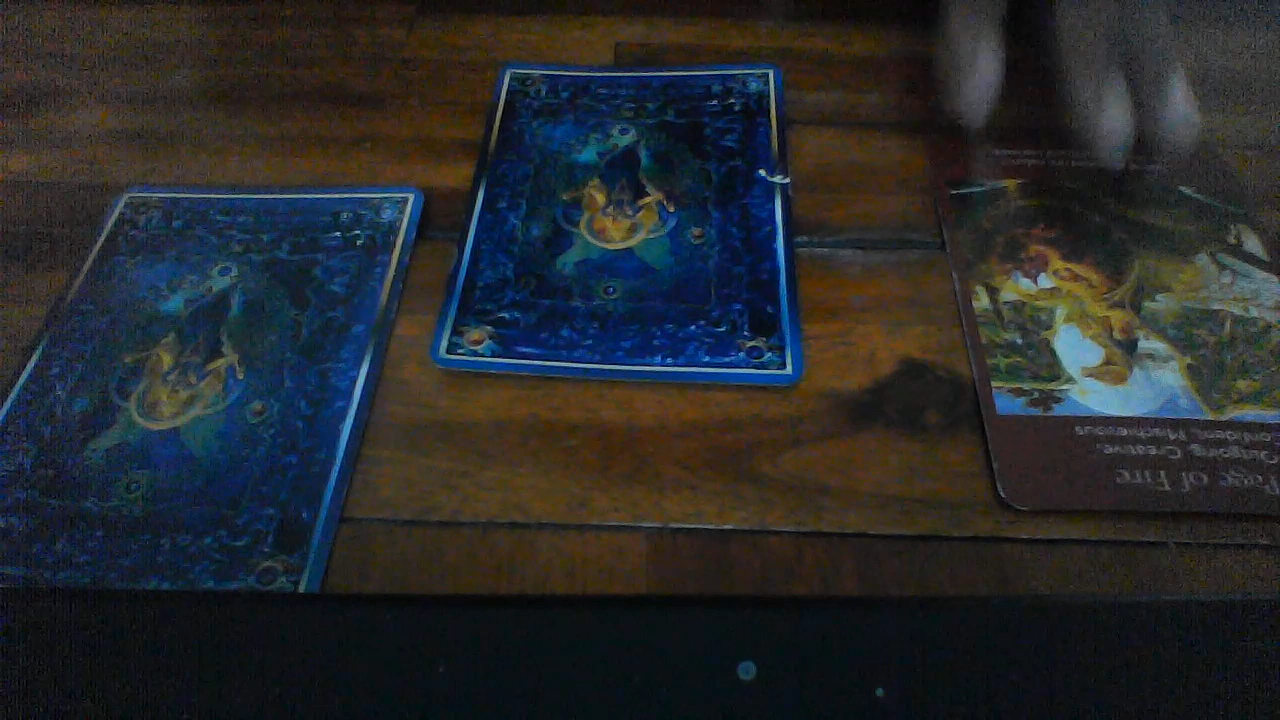 Page of Fire
Outgoing, Creative,
Confident, Mischievous